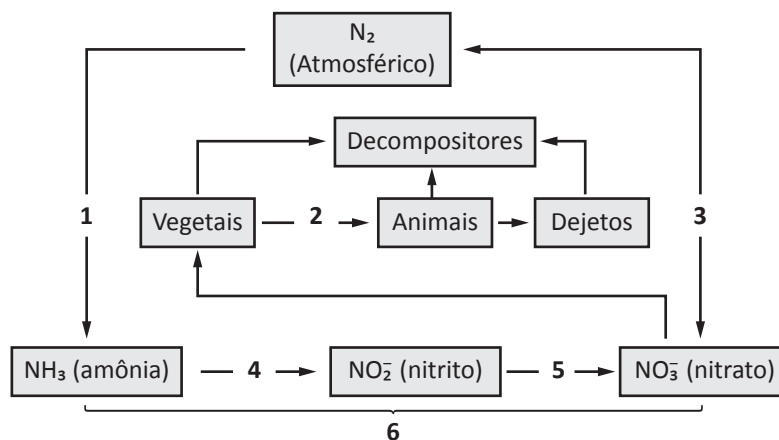 N₂
(Atmosférico)
Decompositores
1
Vegetais
2
Animais
Dejetos
3
NH₃ (amônia)
4
NO₂⁻ (nitrito)
5
NO₃⁻ (nitrato)
6